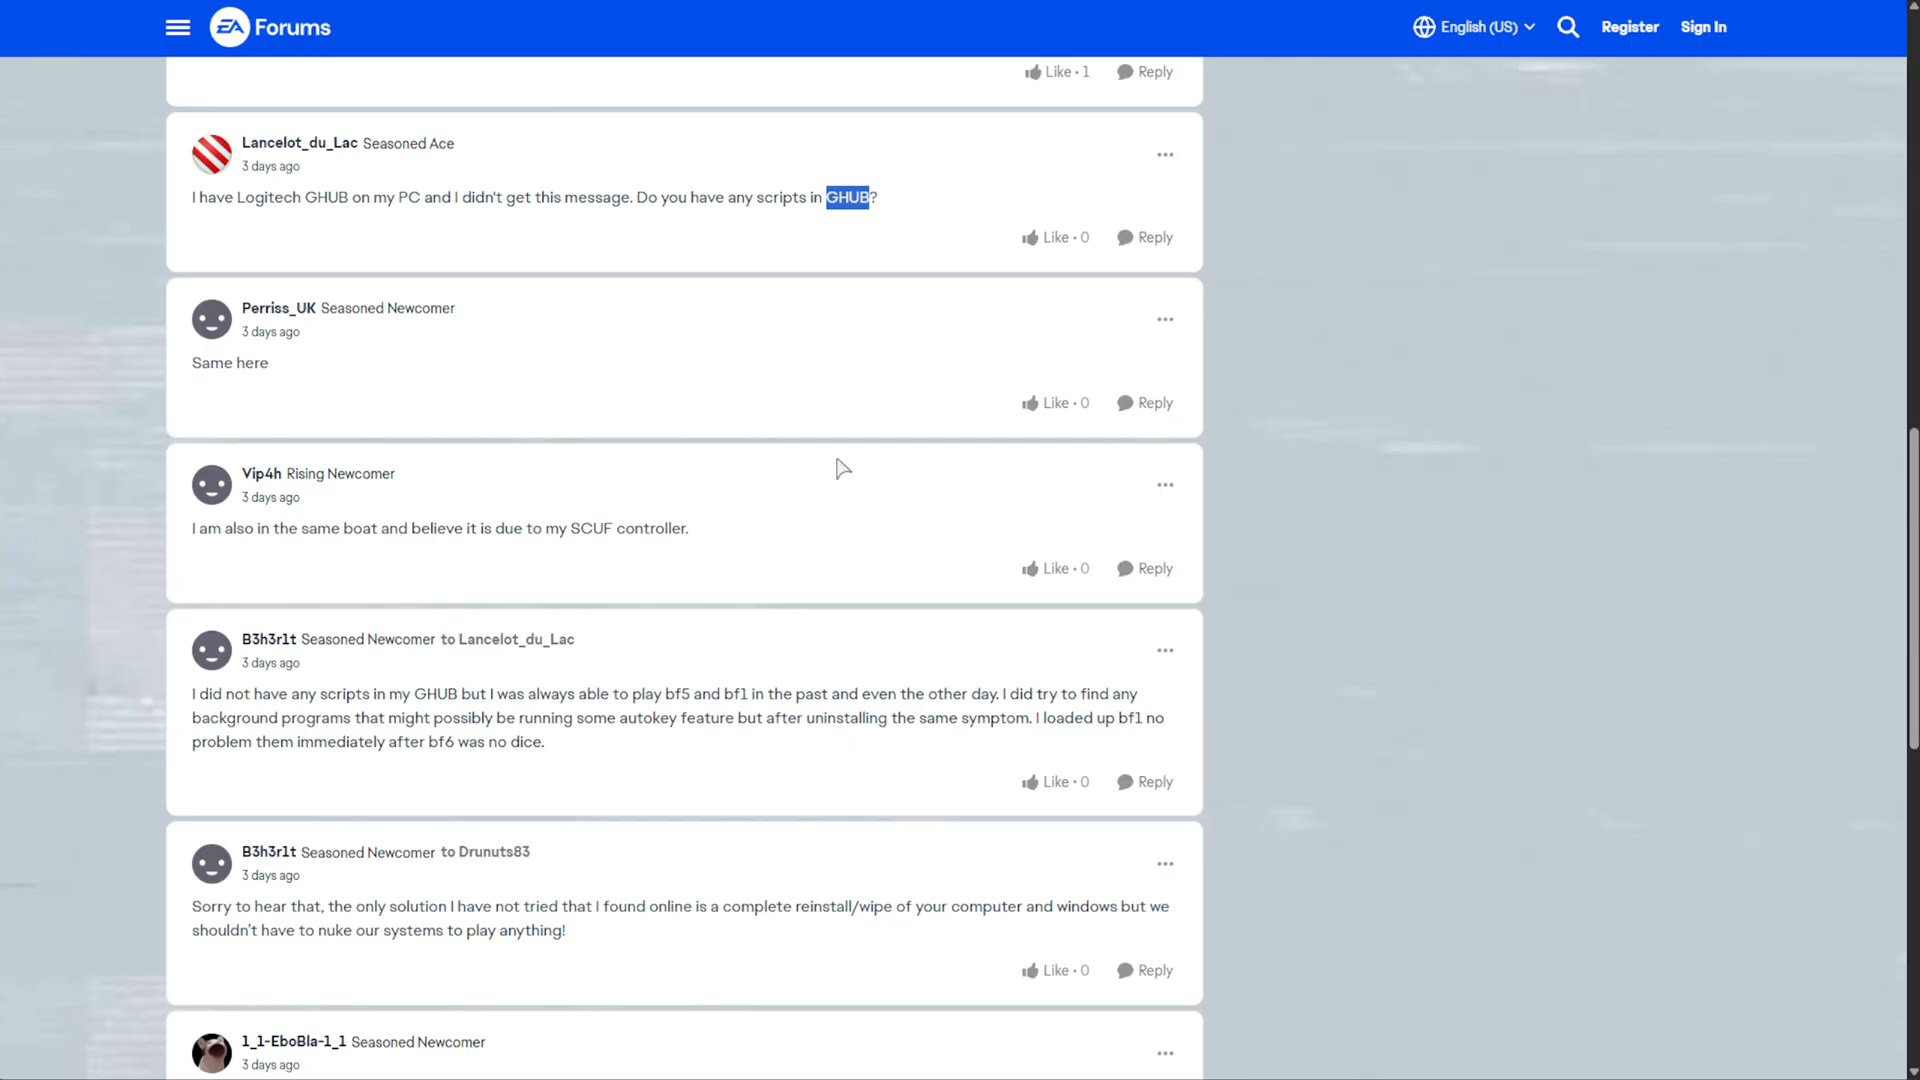 EA Forums
English (US)
Register
Sign In
Like • 1
Reply
Lancelot_du_Lac Seasoned Ace
3 days ago
I have Logitech GHUB on my PC and I didn't get this message. Do you have any scripts in GHUB?
Like • 0
Reply
Perriss_UK Seasoned Newcomer
3 days ago
Same here
Like • 0
Reply
Vip4h Rising Newcomer
3 days ago
I am also in the same boat and believe it is due to my SCUF controller.
Like • 0
Reply
B3h3r1t Seasoned Newcomer to Lancelot_du_Lac
3 days ago
I did not have any scripts in my GHUB but I was always able to play bf5 and bf1 in the past and even the other day. I did try to find any
background programs that might possibly be running some autokey feature but after uninstalling the same symptom. I loaded up bf1 no
problem them immediately after bf6 was no dice.
Like • 0
Reply
B3h3r1t Seasoned Newcomer to Drunuts83
3 days ago
Sorry to hear that, the only solution I have not tried that I found online is a complete reinstall/wipe of your computer and windows but we
shouldn't have to nuke our systems to play anything!
Like • 0
Reply
1_1-EboBla-1_1 Seasoned Newcomer
3 days ago